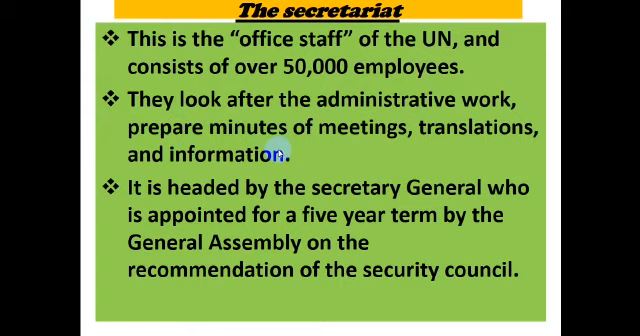 The secretariat
❖ This is the “office staff” of the UN, and
consists of over 50,000 employees.
❖ They look after the administrative work,
prepare minutes of meetings, translations,
and information.
❖ It is headed by the secretary General who
is appointed for a five year term by the
General Assembly on the
recommendation of the security council.